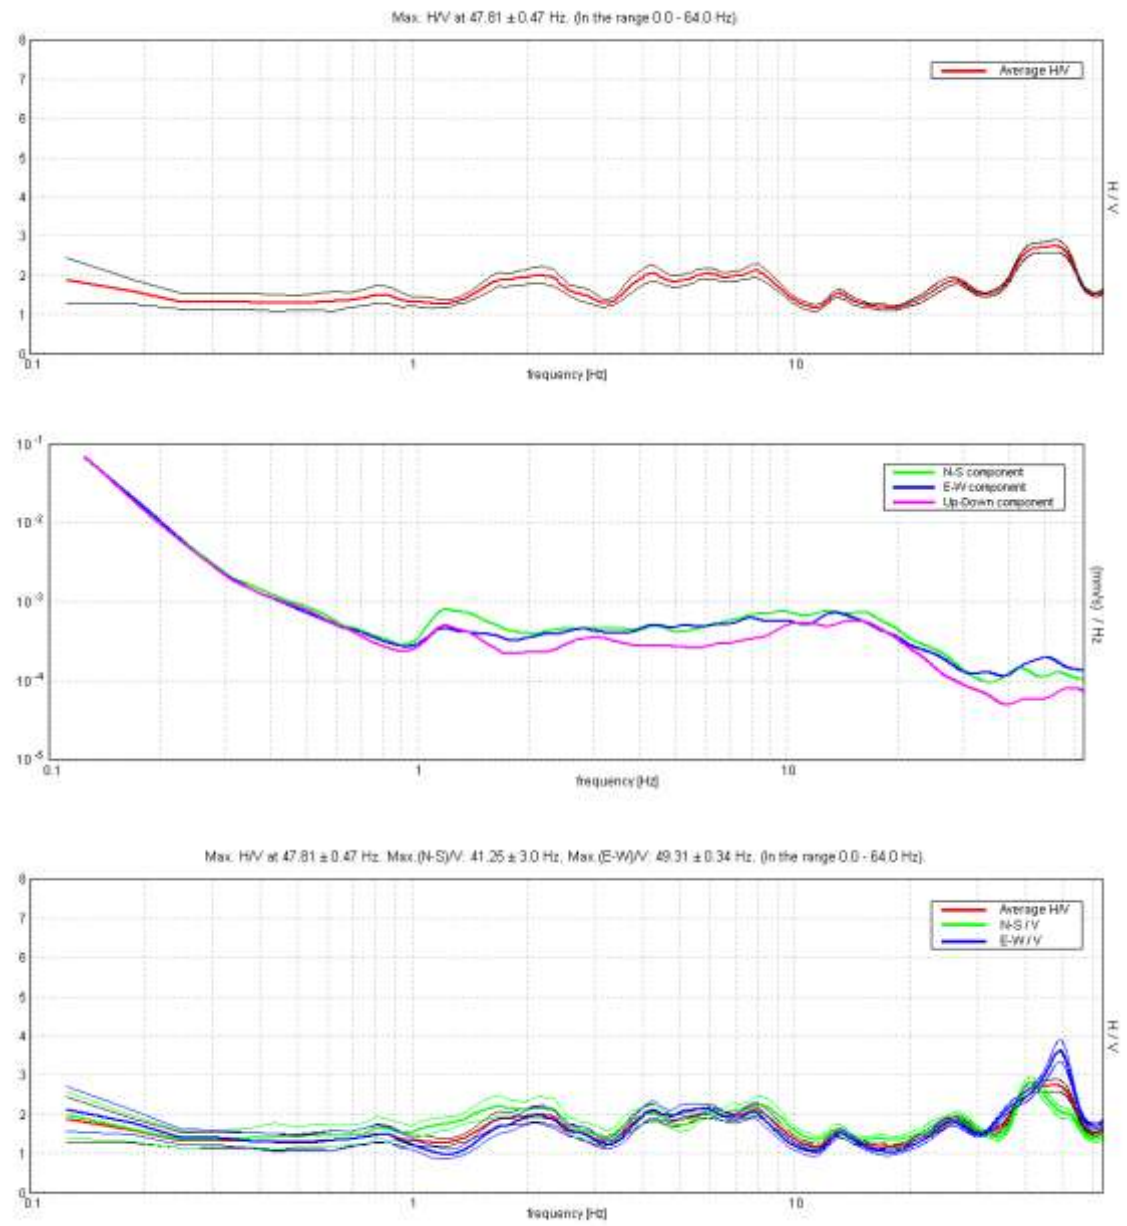 Max. H/V at 47.81 ± 0.47 Hz. (In the range 0.0 - 64.0 Hz).
8
7
6
5
4
3
2
1
0
Average H/V
H / V
0.1
1
10
frequency [Hz]
10 -1
10 -2
10 -3
10 -4
10 -5
N-S component
E-W component
Up-Down component
(mm/s) / Hz
0.1
1
10
frequency [Hz]
Max. H/V at 47.81 ± 0.47 Hz. Max.(N-S)/V: 41.25 ± 3.0 Hz, Max.(E-W)/V: 49.31 ± 0.34 Hz. (In the range 0.0 - 64.0 Hz).
8
7
6
5
4
3
2
1
0
Average H/V
N-S / V
E-W / V
H / V
0.1
1
10
frequency [Hz]